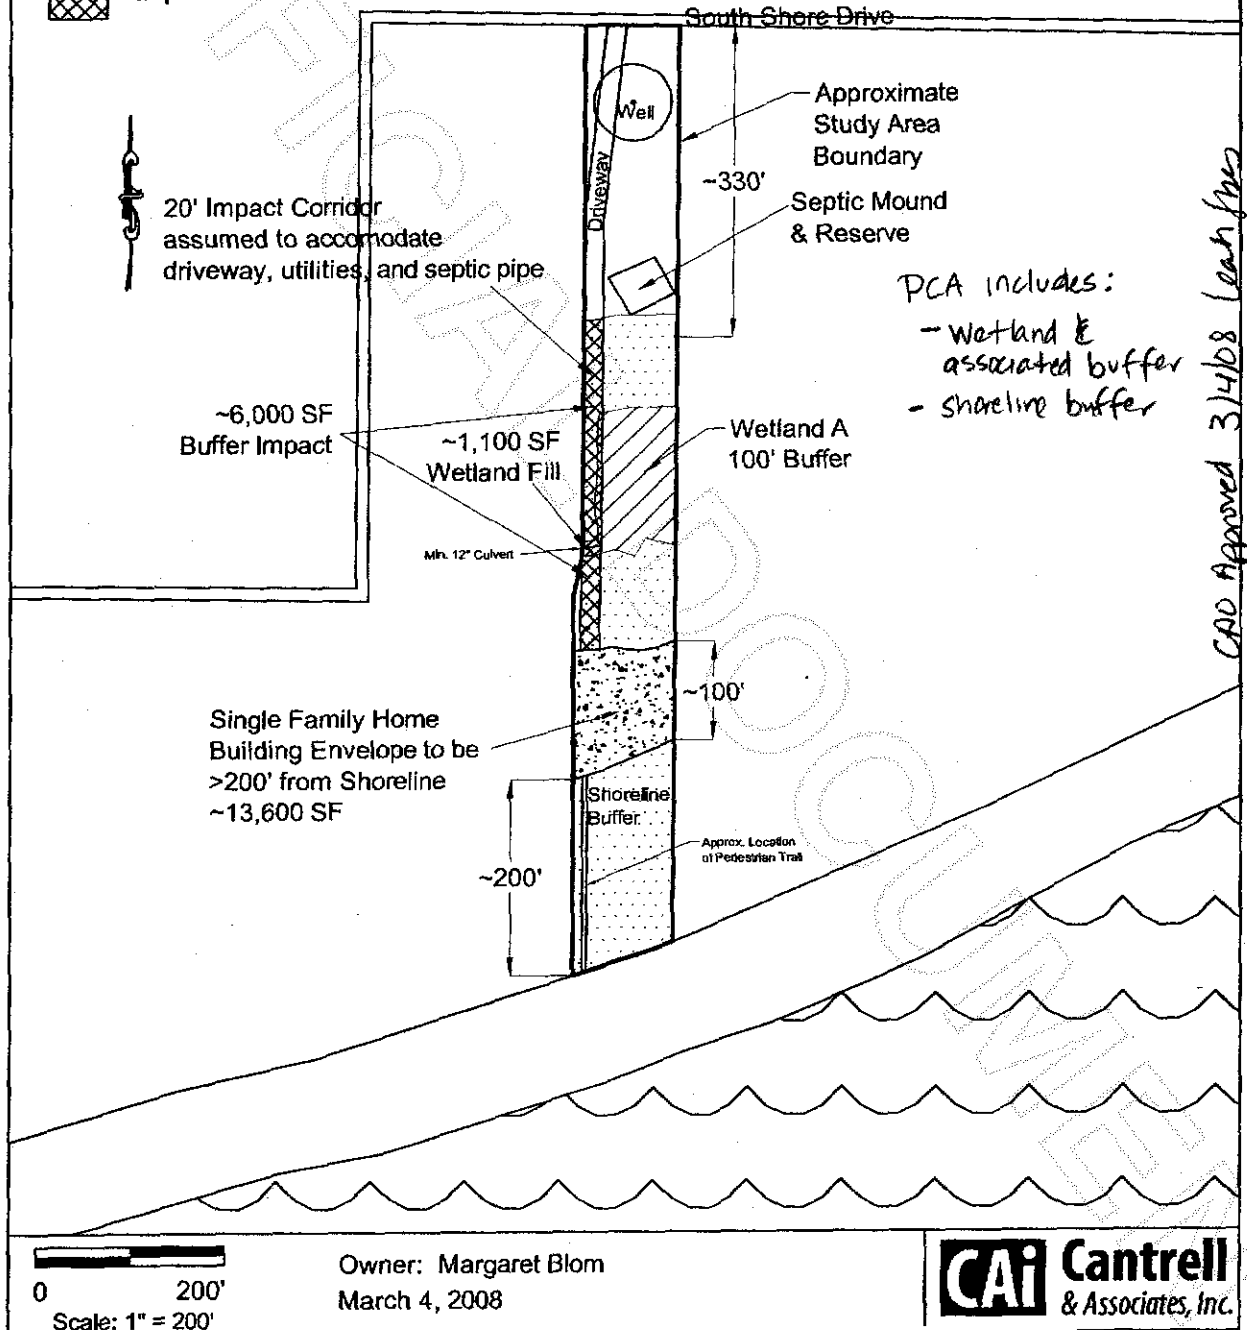 South Shore Drive
Well
Driveway
Approximate
Study Area
Boundary
~330'
Septic Mound
& Reserve
20' Impact Corridor
assumed to accomodate
driveway, utilities, and septic pipe
PCA includes:
- Wetland &
associated buffer
- shoreline buffer
CAO Approved 3/4/08 Leah
~6,000 SF
Buffer Impact
~1,100 SF
Wetland Fill
Wetland A
100' Buffer
Min. 12" Culvert
~100'
Single Family Home
Building Envelope to be
>200' from Shoreline
~13,600 SF
Shoreline
Buffer
Approx. Location
of Pedestrian Trail
~200'
0 200'
Scale: 1" = 200'
Owner: Margaret Blom
March 4, 2008
CAi Cantrell
& Associates, Inc.